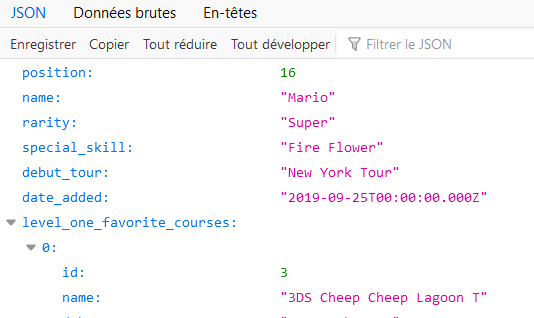 JSON Données brutes En-têtes
Enregistrer Copier Tout réduire Tout développer Filtrer le JSON
position: 16
name: "Mario"
rarity: "Super"
special_skill: "Fire Flower"
debut_tour: "New York Tour"
date_added: "2019-09-25T00:00:00.000Z"
level_one_favorite_courses:
0:
id: 3
name: "3DS Cheep Cheep Lagoon T"